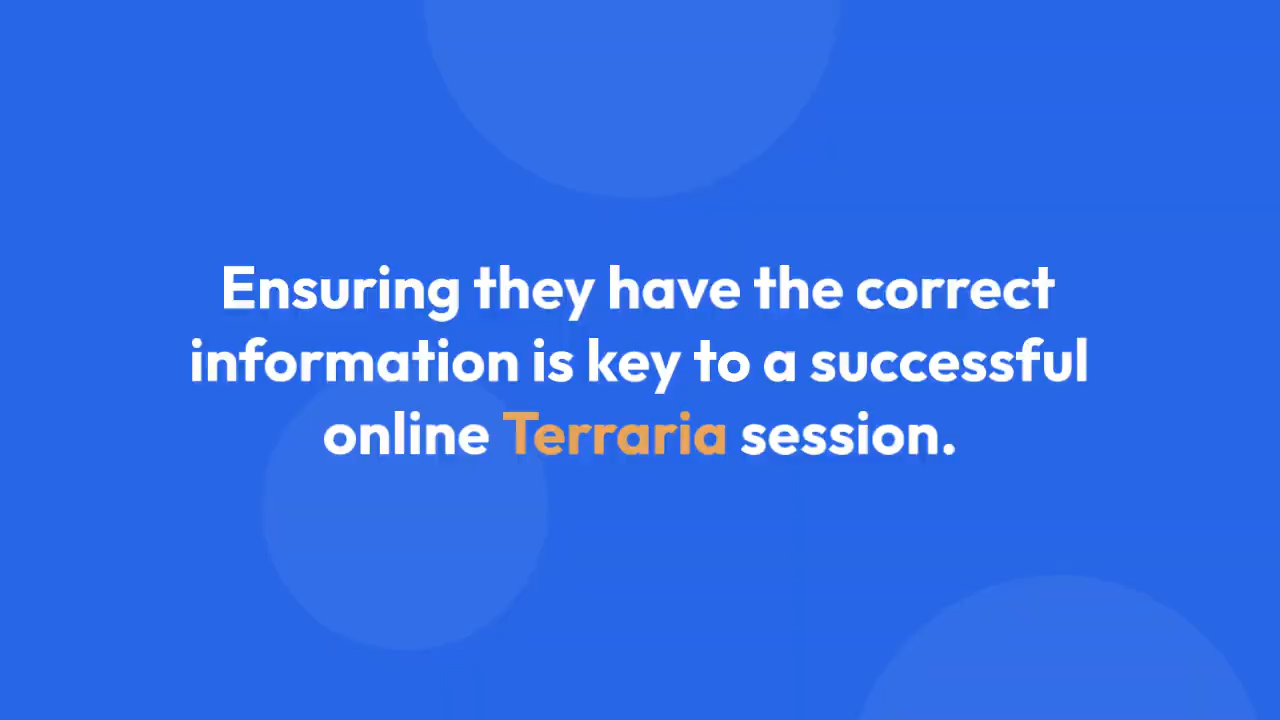 Ensuring they have the correct
information is key to a successful
online Terraria session.